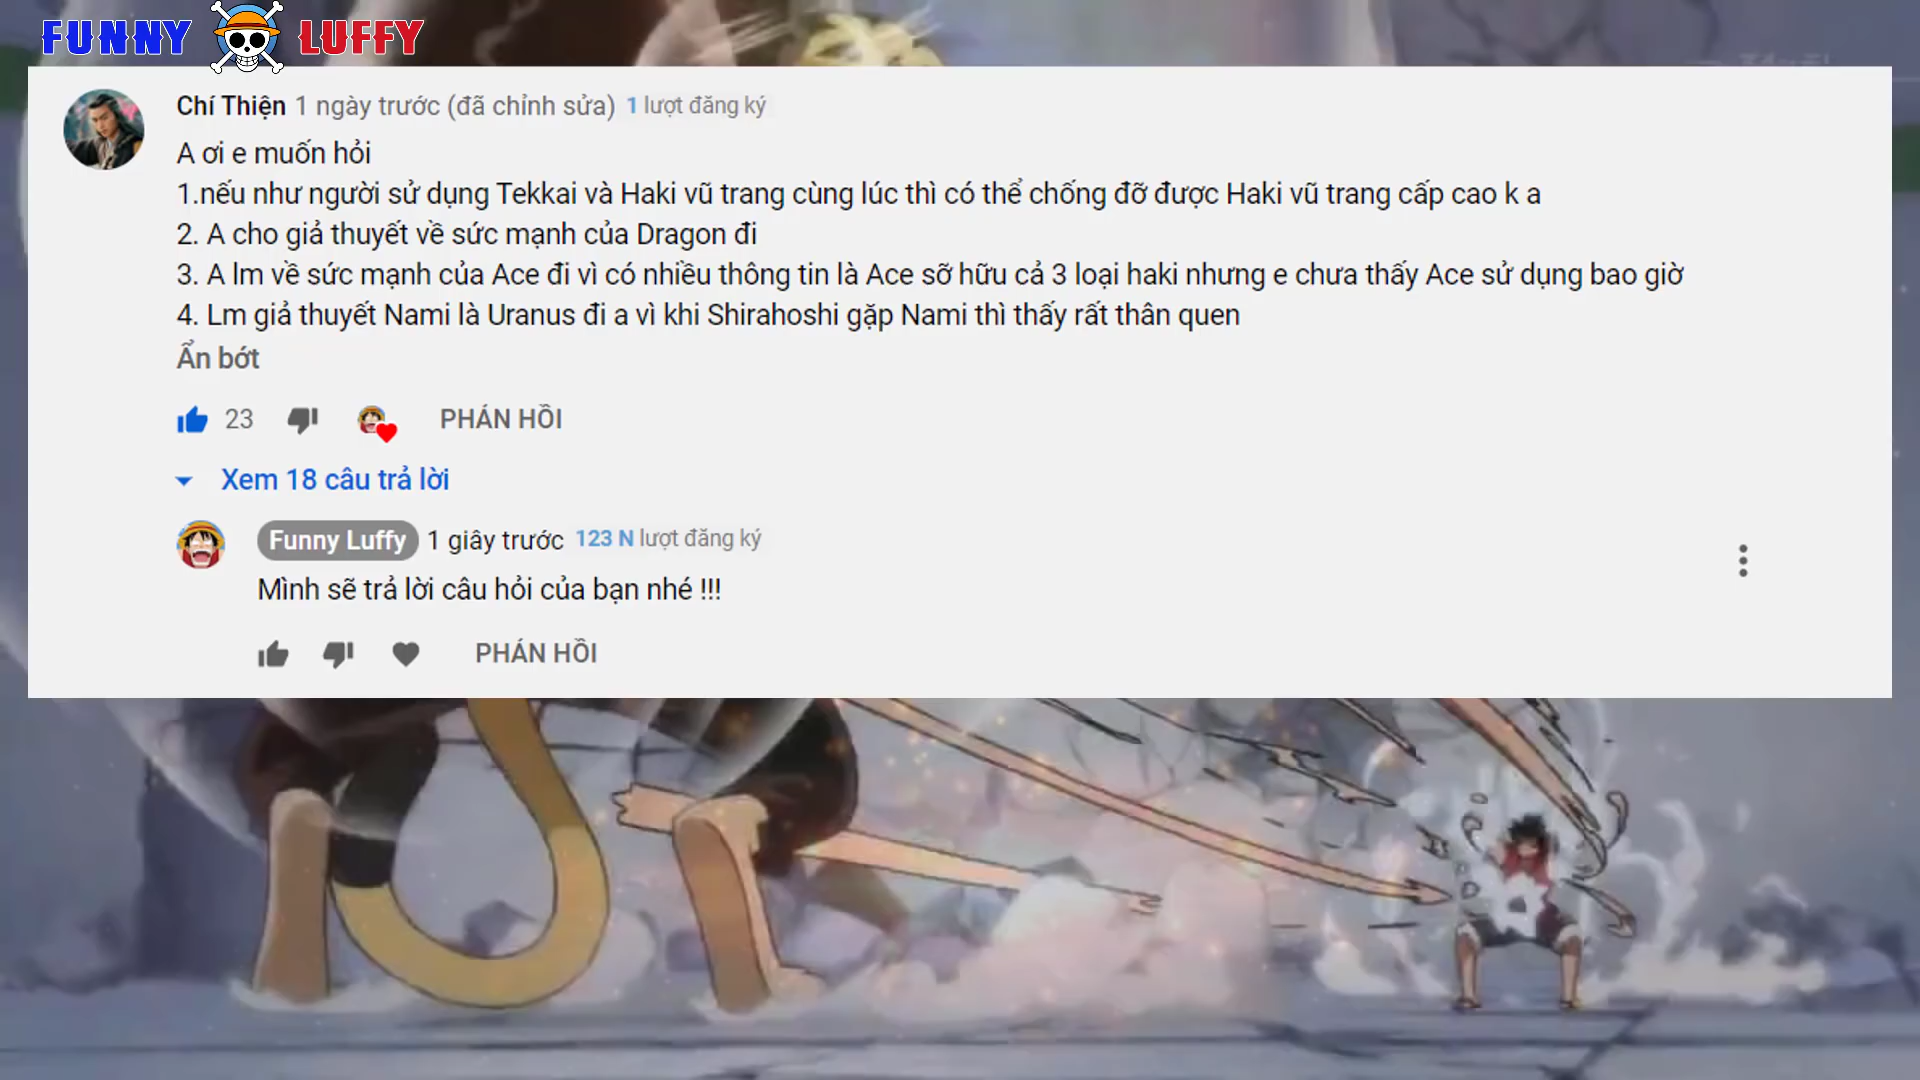 FUNNY LUFFY
Chí Thiện 1 ngày trước (đã chỉnh sửa) 1 lượt đăng ký
A ơi e muốn hỏi
1.nếu như người sử dụng Tekkai và Haki vũ trang cùng lúc thì có thể chống đỡ được Haki vũ trang cấp cao k a
2. A cho giả thuyết về sức mạnh của Dragon đi
3. A lm về sức mạnh của Ace đi vì có nhiều thông tin là Ace sỡ hữu cả 3 loại haki nhưng e chưa thấy Ace sử dụng bao giờ
4. Lm giả thuyết Nami là Uranus đi a vì khi Shirahoshi gặp Nami thì thấy rất thân quen
Ẩn bớt
23 PHẢN HỒI
Xem 18 câu trả lời
Funny Luffy 1 giây trước 123 N lượt đăng ký
Mình sẽ trả lời câu hỏi của bạn nhé !!!
PHẢN HỒI